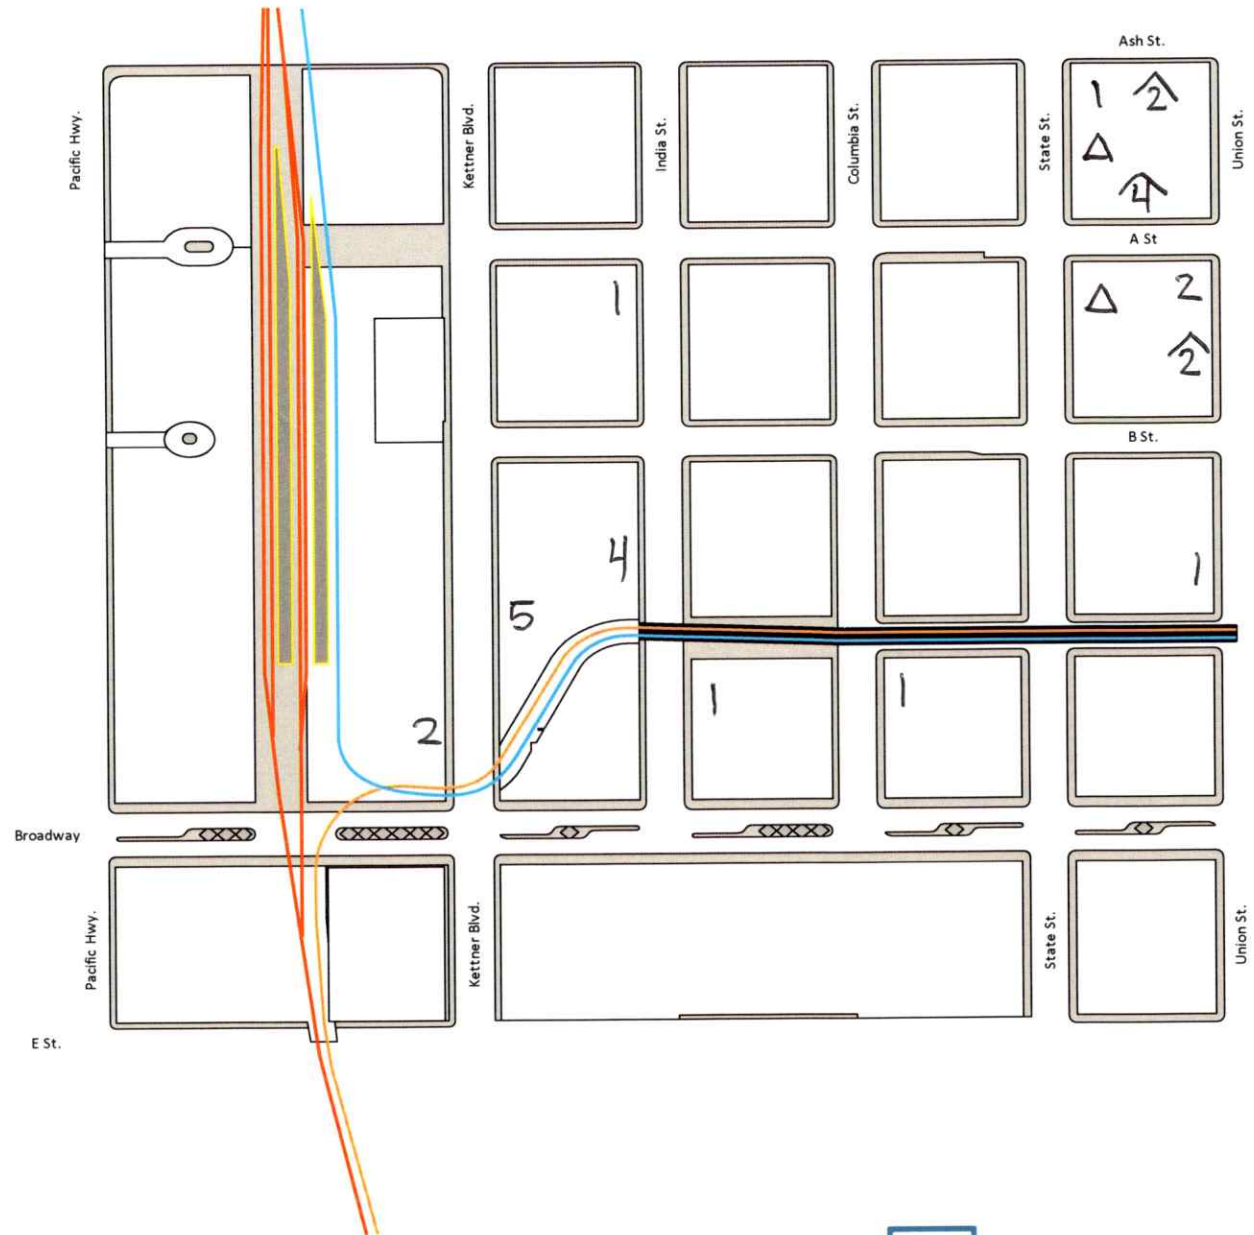 Ash St.
Pacific Hwy.
Kettner Blvd.
India St.
Columbia St.
State St.
Union St.
1 2
Δ
4
A St
1
Δ 2
2
B St.
4
5
1
2
1
1
Broadway
Pacific Hwy.
Kettner Blvd.
State St.
Union St.
E St.